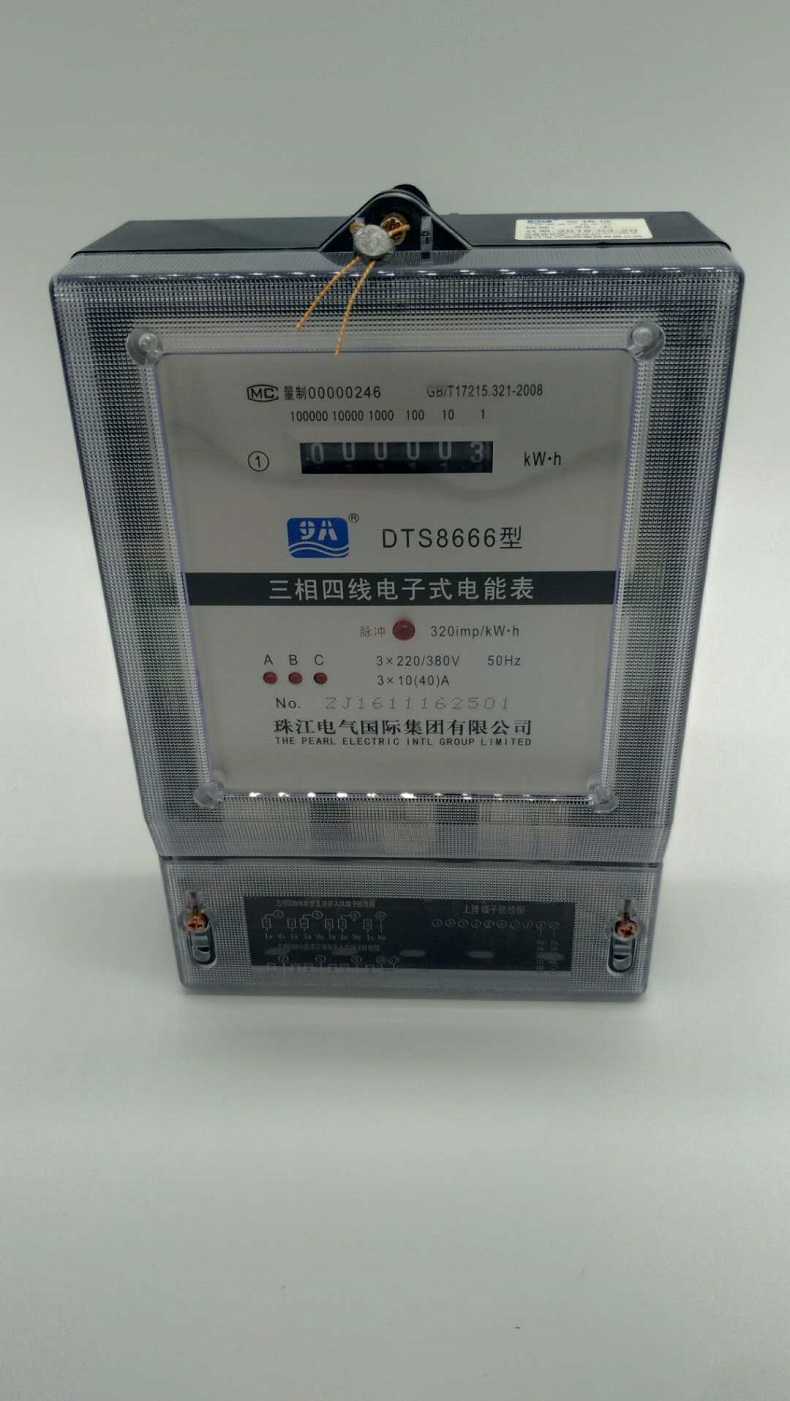 MC 量制00000246 GB/T17215.321-2008
100000 10000 1000 100 10 1
① 000003 kW·h
DTS8666型
三相四线电子式电能表
脉冲 320imp/kW·h
A B C 3×220/380V 50Hz
3×10(40)A
No. ZJ1611162501
珠江电气国际集团有限公司
THE PEARL ELECTRIC INTL GROUP LIMITED